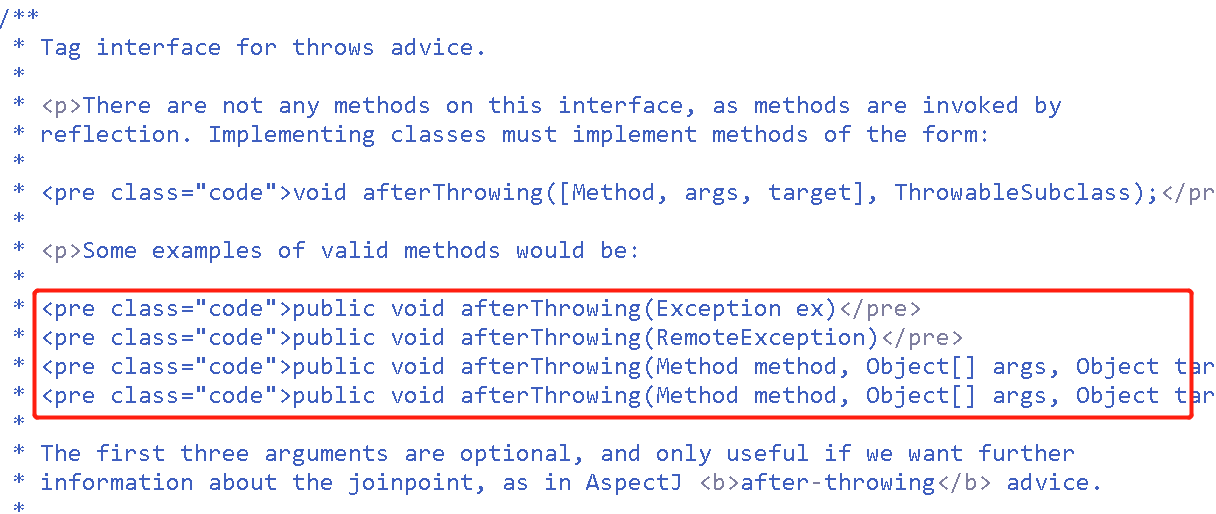 /**
* Tag interface for throws advice.
*
* <p>There are not any methods on this interface, as methods are invoked by
* reflection. Implementing classes must implement methods of the form:
*
* <pre class="code">void afterThrowing([Method, args, target], ThrowableSubclass);</pr
*
* <p>Some examples of valid methods would be:
*
* <pre class="code">public void afterThrowing(Exception ex)</pre>
* <pre class="code">public void afterThrowing(RemoteException)</pre>
* <pre class="code">public void afterThrowing(Method method, Object[] args, Object tar
* <pre class="code">public void afterThrowing(Method method, Object[] args, Object tar
*
* The first three arguments are optional, and only useful if we want further
* information about the joinpoint, as in AspectJ <b>after-throwing</b> advice.
*